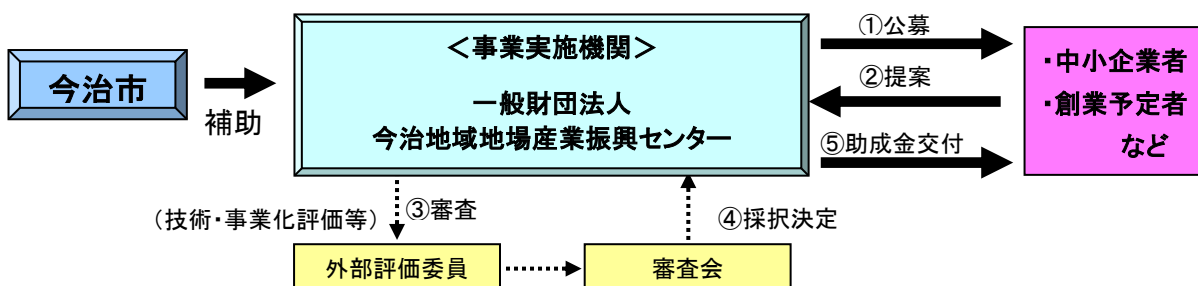 今治市
補助
＜事業実施機関＞
一般財団法人
今治地域地場産業振興センター
①公募
②提案
⑤助成金交付
・中小企業者
・創業予定者
など
（技術・事業化評価等）
③審査
④採択決定
外部評価委員
審査会